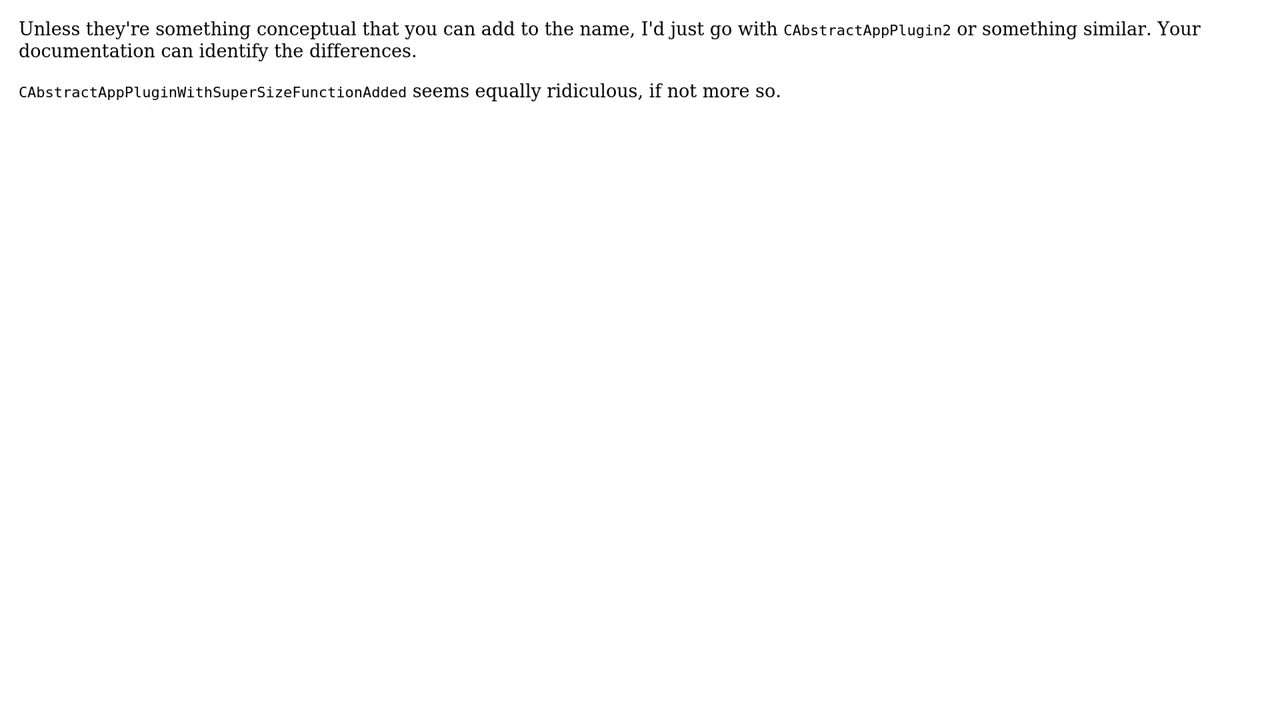 Unless they're something conceptual that you can add to the name, I'd just go with CAbstractAppPlugin2 or something similar. Your
documentation can identify the differences.
CAbstractAppPluginWithSuperSizeFunctionAdded seems equally ridiculous, if not more so.